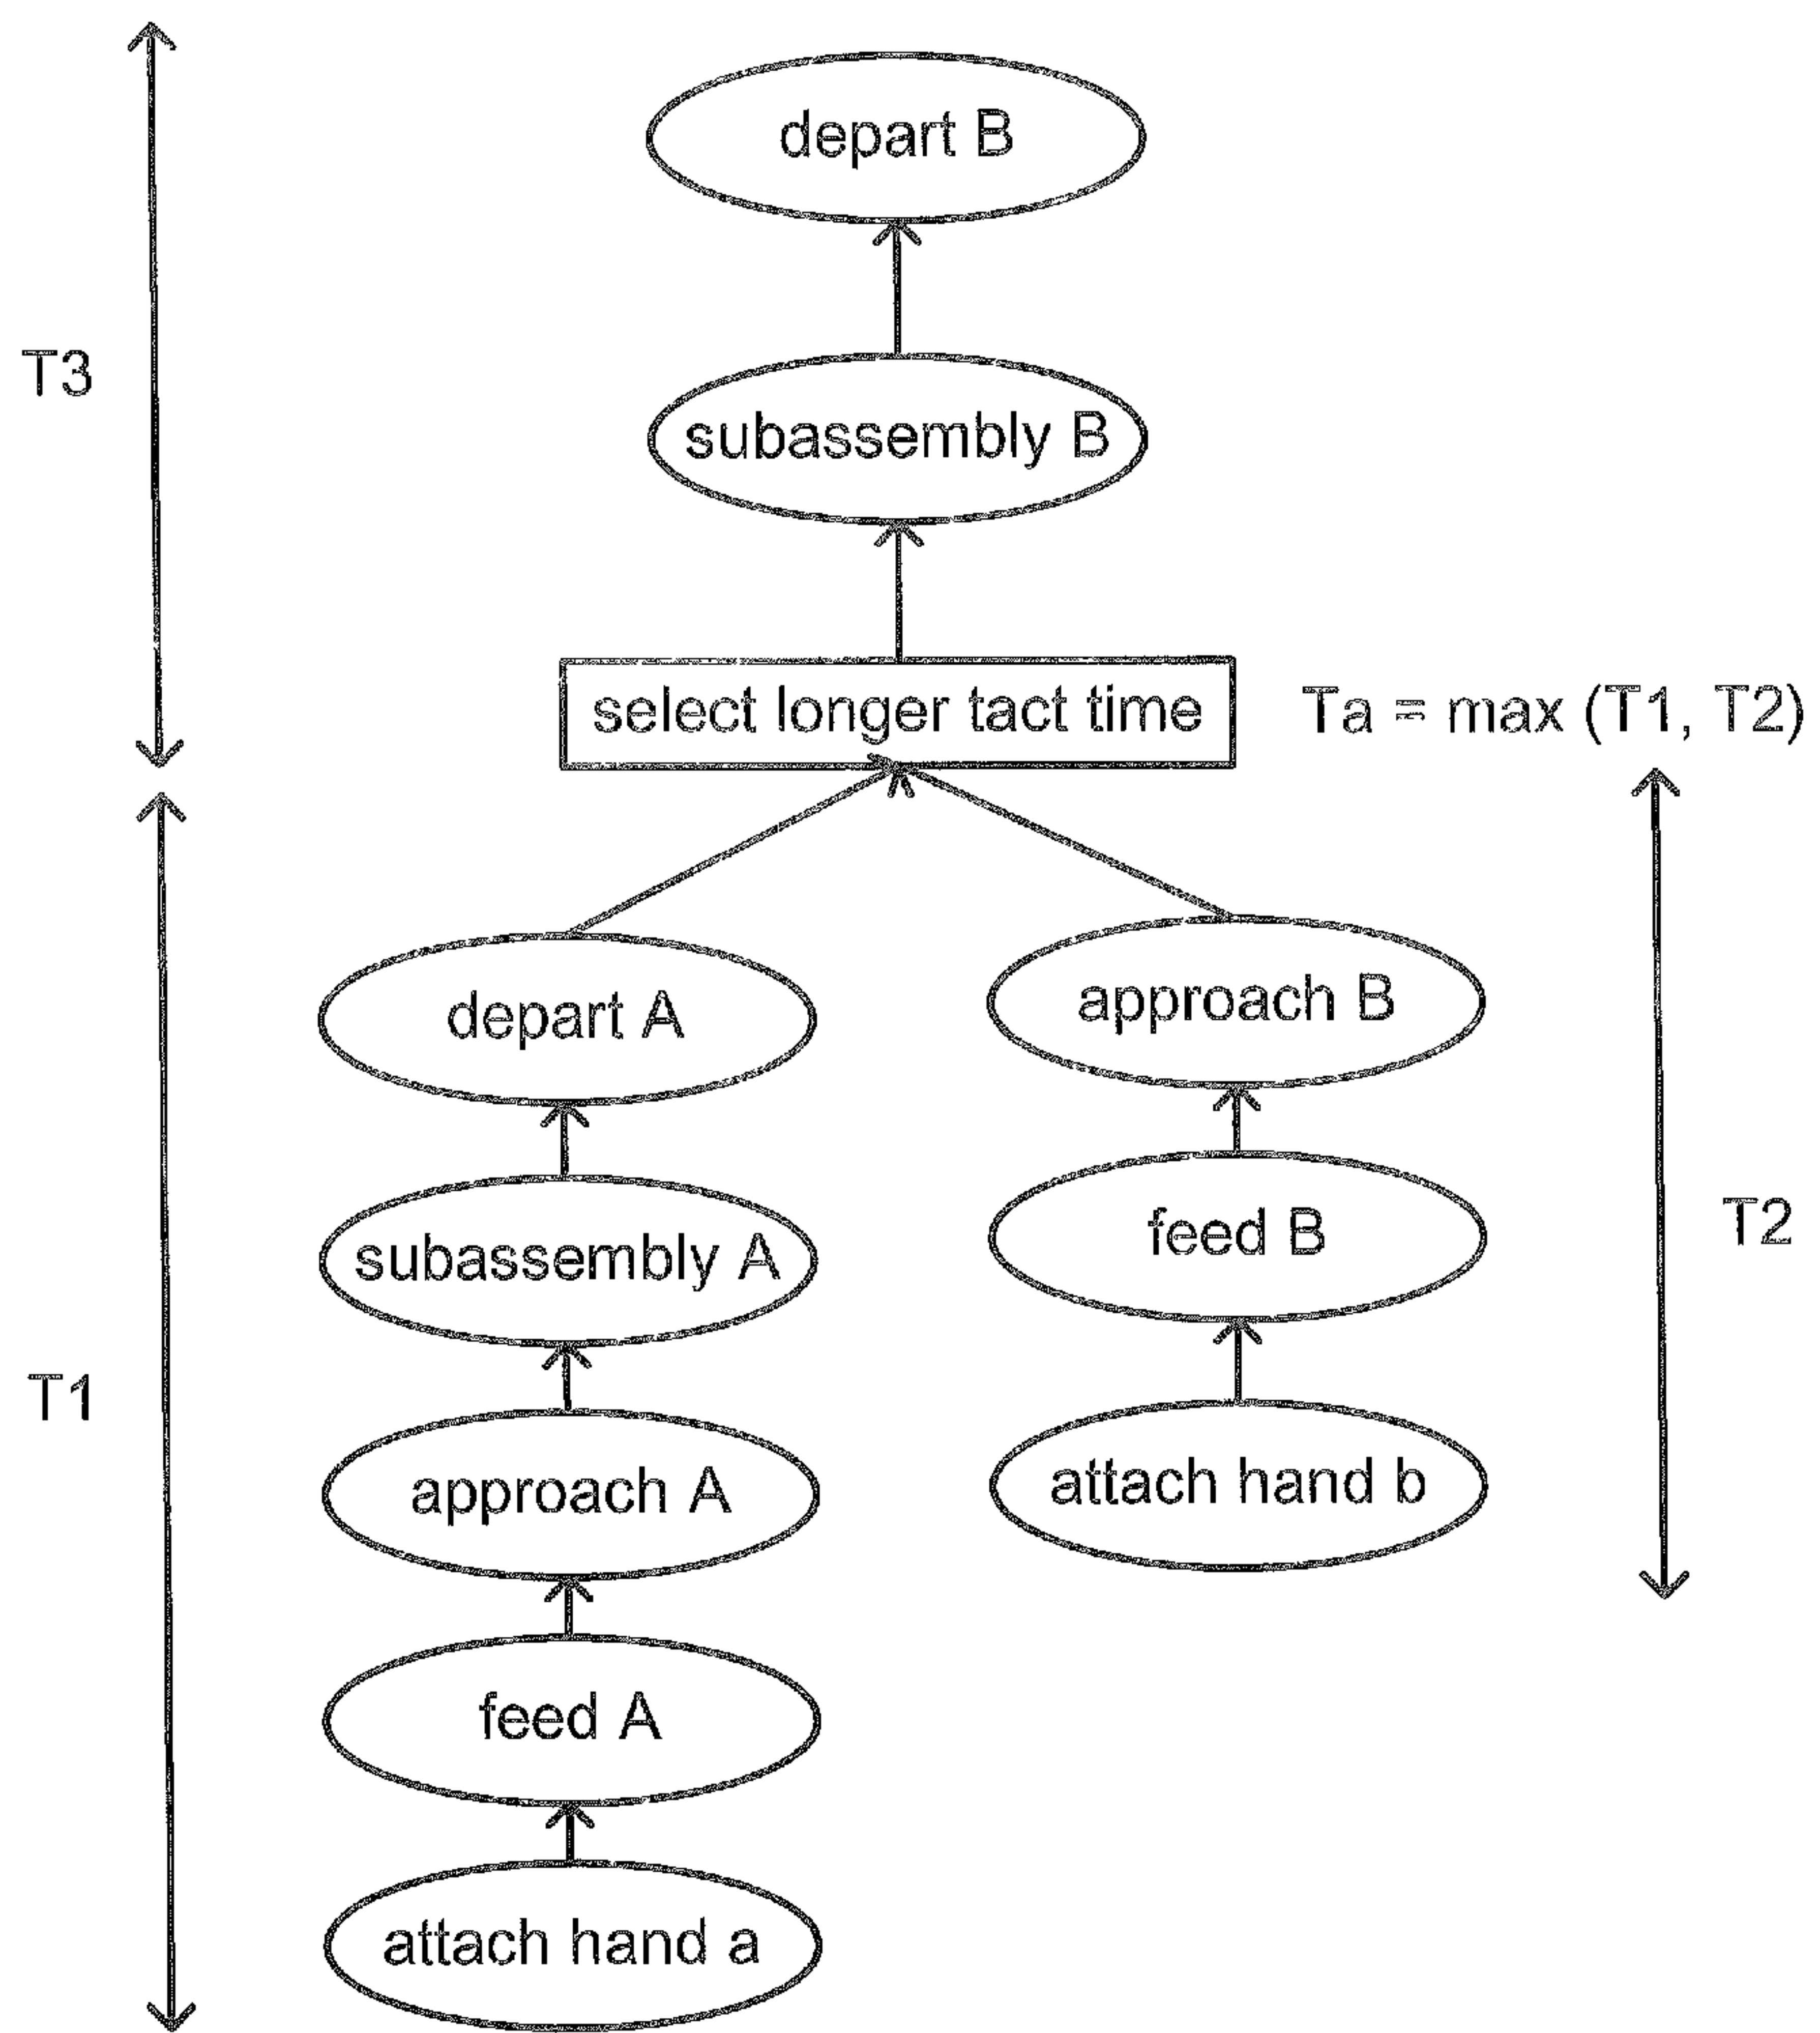 depart B
T3
subassembly B
select longer tact time
Ta = max (T1, T2)
depart A
approach B
subassembly A
feed B
T2
T1
approach A
attach hand b
feed A
attach hand a